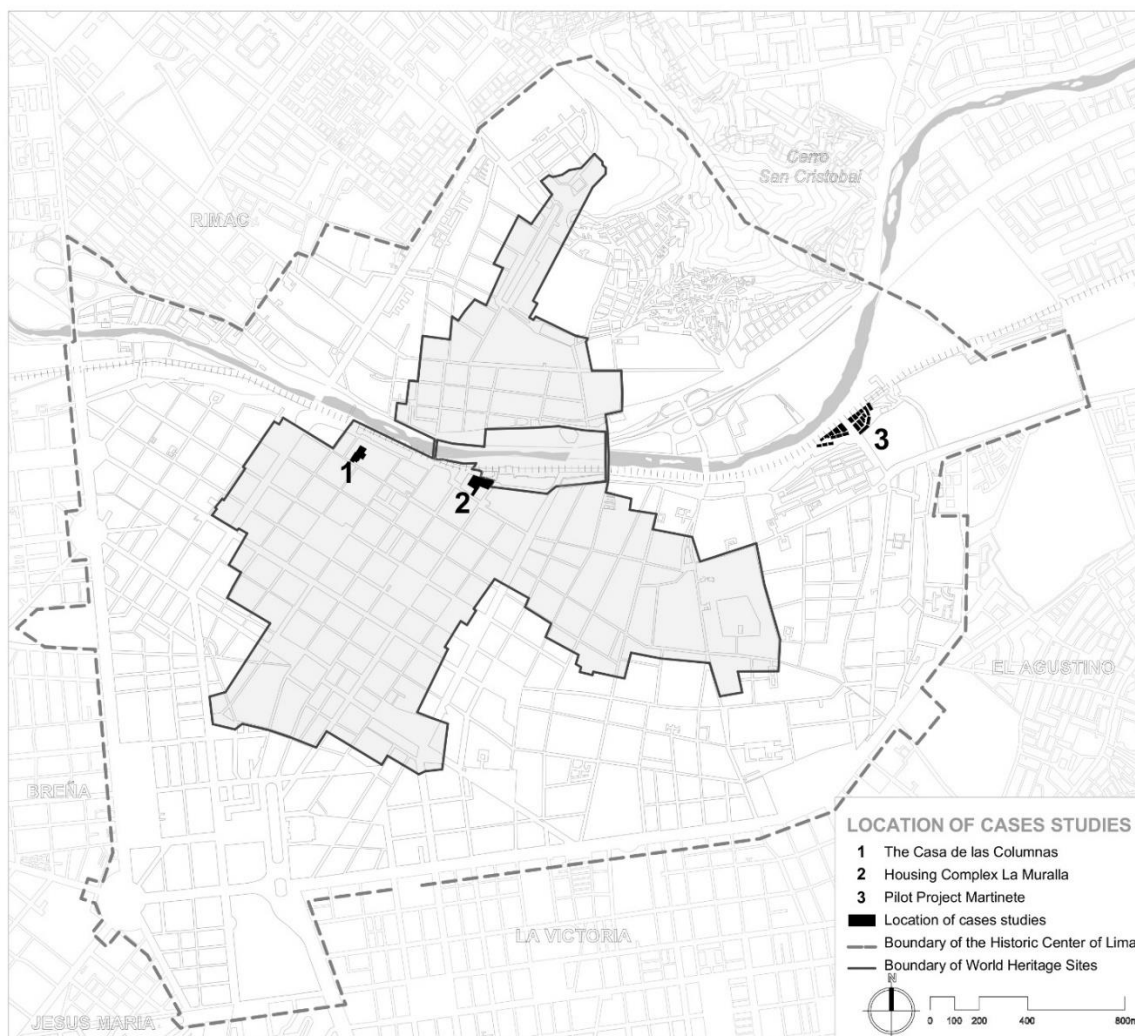 Cerro
San Cristobal
RIMAC
1
2
3
EL AGUSTINO
BREÑA
LA VICTORIA
JESUS MARIA
LOCATION OF CASES STUDIES
1 The Casa de las Columnas
2 Housing Complex La Muralla
3 Pilot Project Martinete
Location of cases studies
Boundary of the Historic Center of Lima
Boundary of World Heritage Sites
N
0 100 200 400 800m